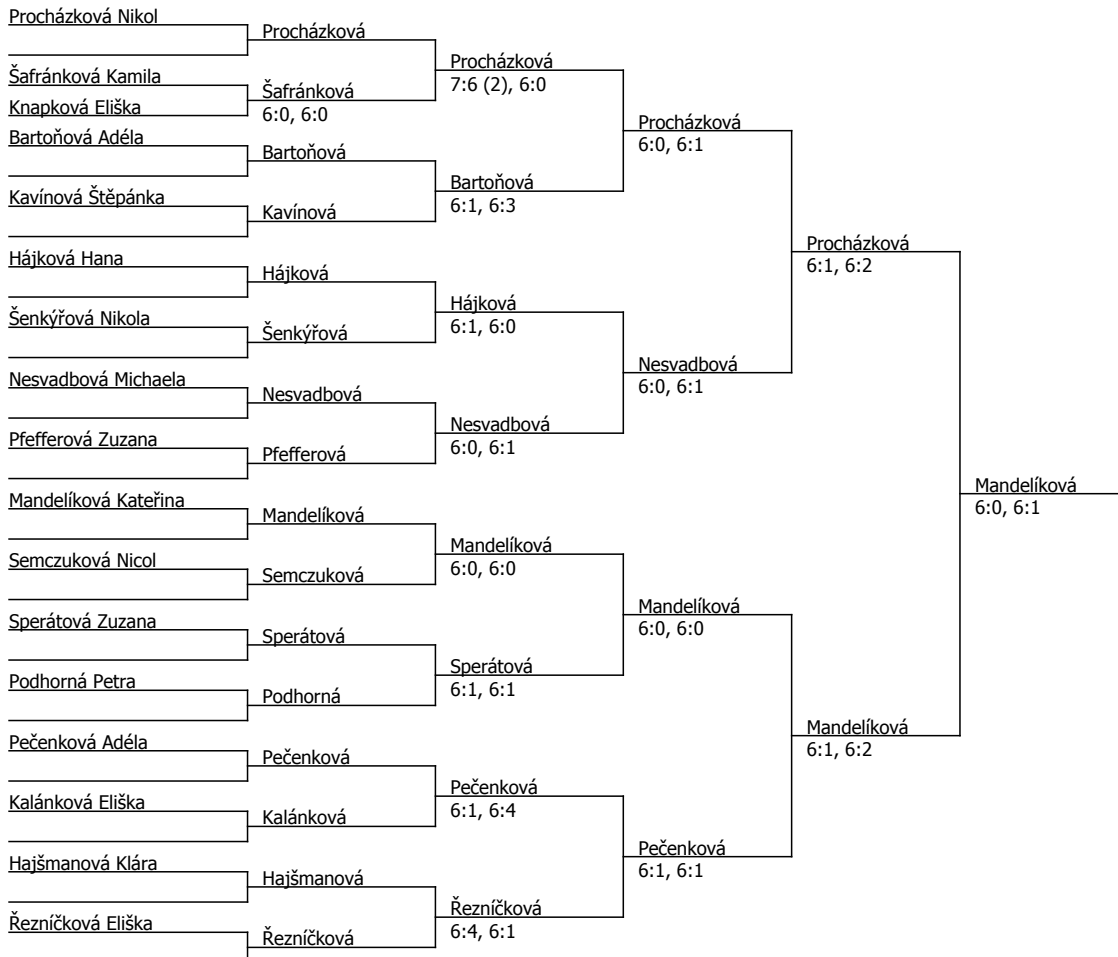 Procházková Nikol
Procházková
Procházková
7:6 (2), 6:0
Šafránková Kamila
Šafránková
6:0, 6:0
Knapková Eliška
Procházková
6:0, 6:1
Bartoňová Adéla
Bartoňová
Bartoňová
6:1, 6:3
Kavínová Štěpánka
Kavínová
Procházková
6:1, 6:2
Hájková Hana
Hájková
Hájková
6:1, 6:0
Šenkýřová Nikola
Šenkýřová
Nesvadbová
6:0, 6:1
Nesvadbová Michaela
Nesvadbová
Nesvadbová
6:0, 6:1
Pfefferová Zuzana
Pfefferová
Mandelíková
6:0, 6:1
Mandelíková Kateřina
Mandelíková
Mandelíková
6:0, 6:0
Semczuková Nicol
Semczuková
Mandelíková
6:0, 6:0
Sperátová Zuzana
Sperátová
Sperátová
6:1, 6:1
Podhorná Petra
Podhorná
Mandelíková
6:1, 6:2
Pečenková Adéla
Pečenková
Pečenková
6:1, 6:4
Kalánková Eliška
Kalánková
Pečenková
6:1, 6:1
Hajšmanová Klára
Hajšmanová
Řezníčková
6:4, 6:1
Řezníčková Eliška
Řezníčková